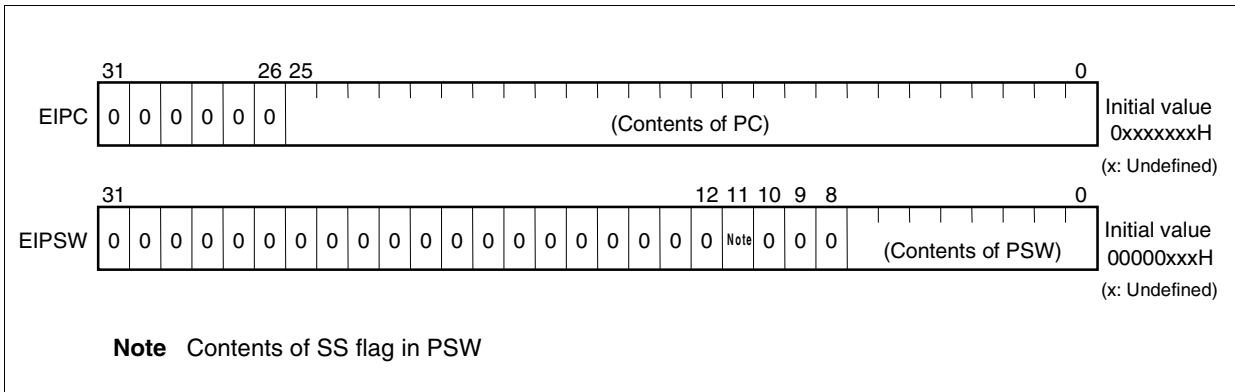 31 26 25 0
EIPC 0 0 0 0 0 0 (Contents of PC) Initial value
0xxxxxxxH
(x: Undefined)
31 12 11 10 9 8 0
EIPSW 0 0 0 0 0 0 0 0 0 0 0 0 0 0 0 0 0 0 0 0 Note 0 0 0 (Contents of PSW) Initial value
00000xxxH
(x: Undefined)
Note Contents of SS flag in PSW